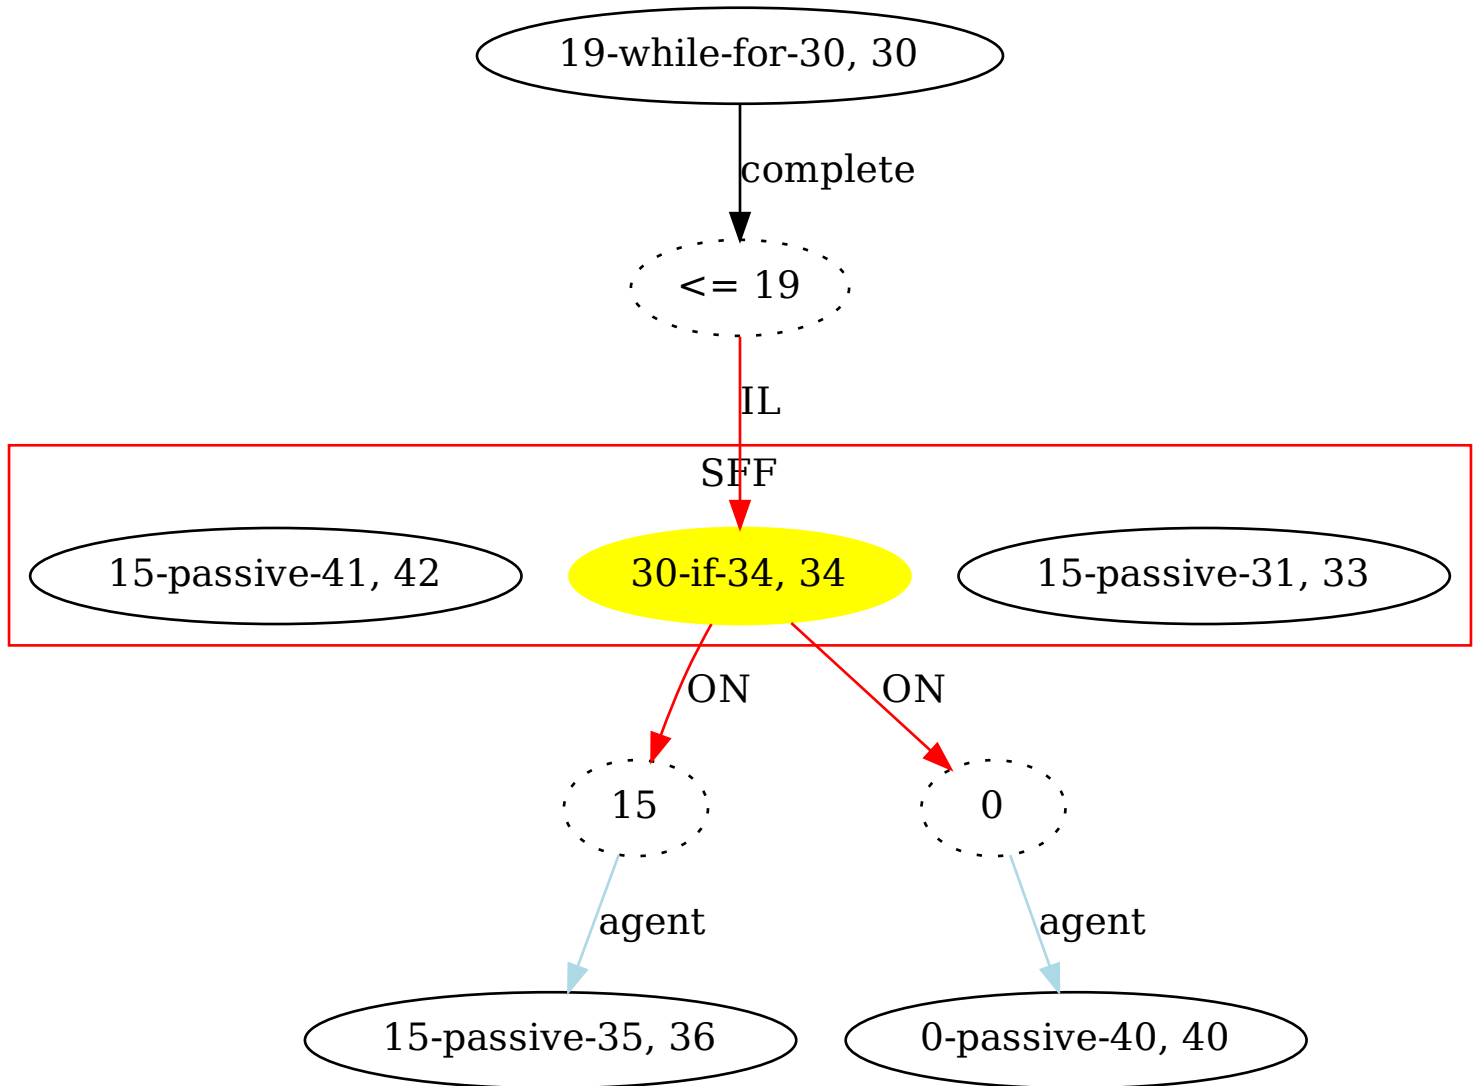 19-while-for-30, 30
complete
<= 19
IL
SFF
15-passive-41, 42
30-if-34, 34
15-passive-31, 33
ON
ON
15
0
agent
agent
15-passive-35, 36
0-passive-40, 40